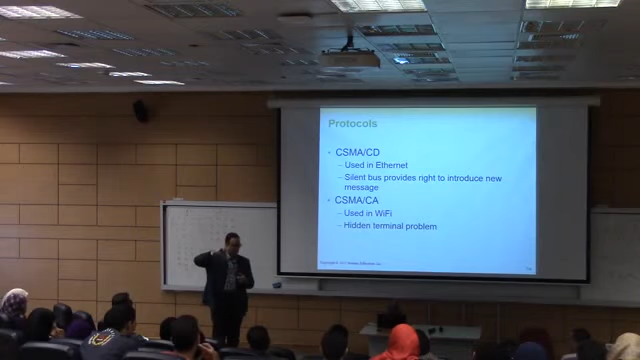 Protocols
• CSMA/CD
– Used in Ethernet
– Silent bus provides right to introduce new
message
• CSMA/CA
– Used in WiFi
– Hidden terminal problem